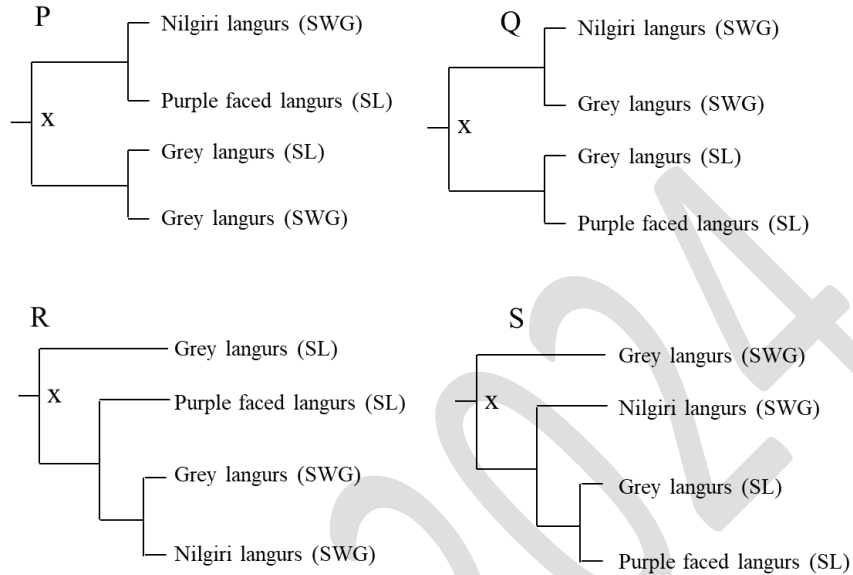 P
Nilgiri langurs (SWG)
Purple faced langurs (SL)
x
Grey langurs (SL)
Grey langurs (SWG)
Q
Nilgiri langurs (SWG)
Grey langurs (SWG)
x
Grey langurs (SL)
Purple faced langurs (SL)
R
Grey langurs (SL)
x
Purple faced langurs (SL)
Grey langurs (SWG)
Nilgiri langurs (SWG)
S
Grey langurs (SWG)
x
Nilgiri langurs (SWG)
Grey langurs (SL)
Purple faced langurs (SL)
2024